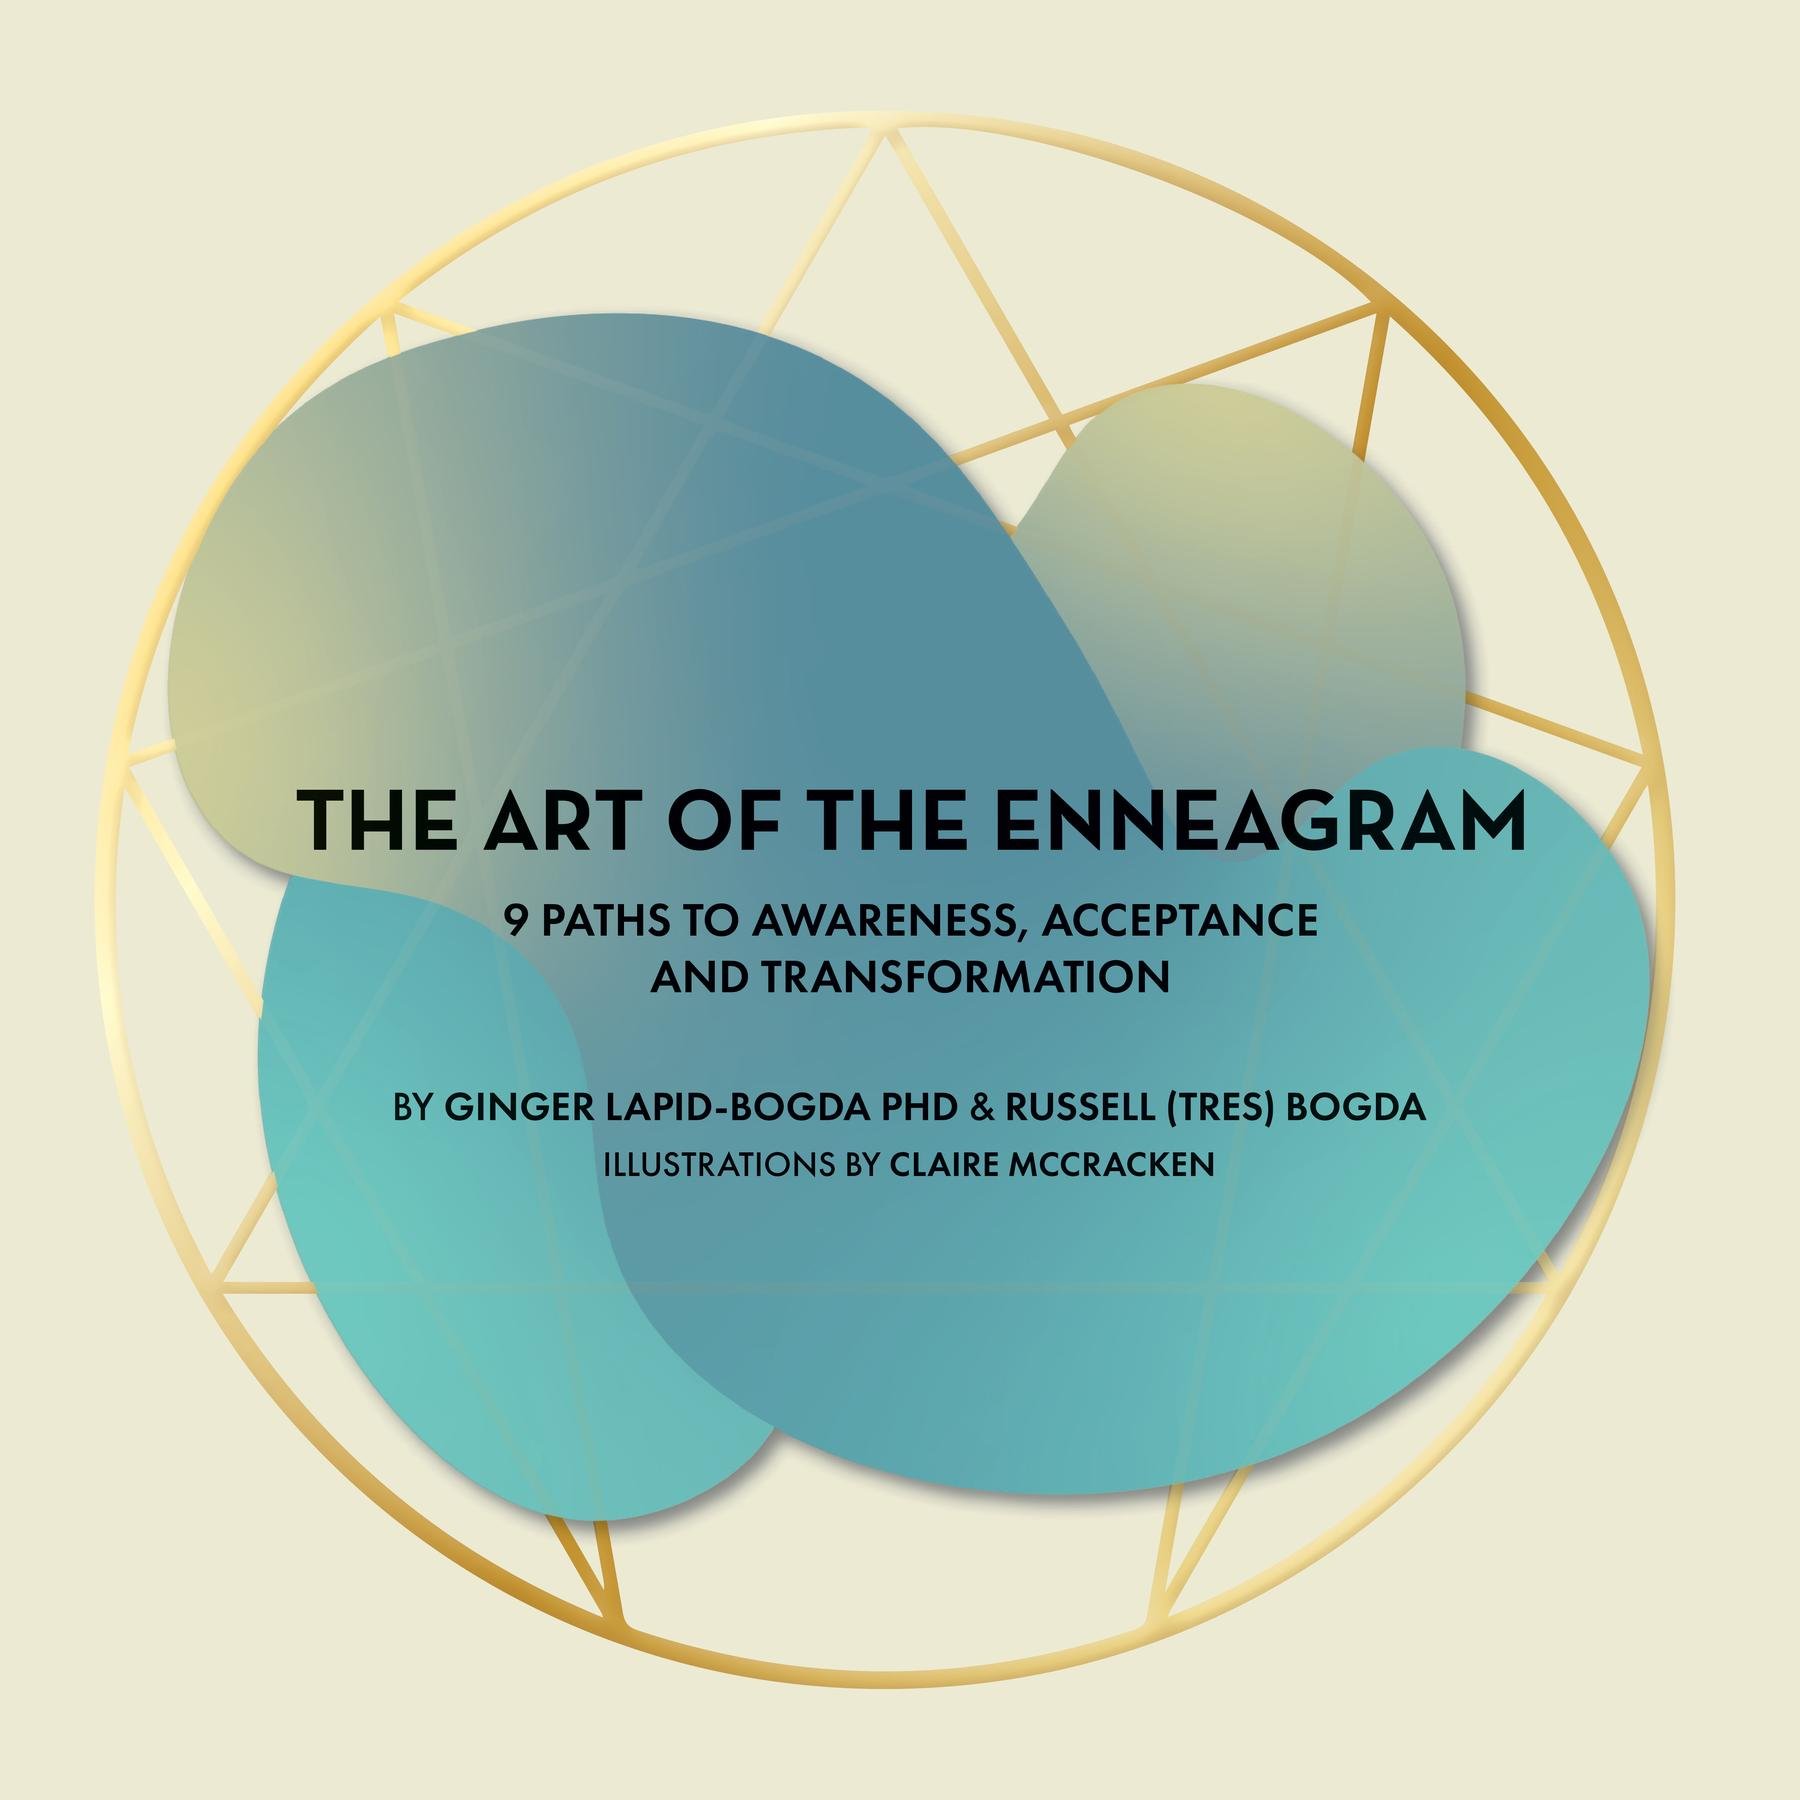 THE ART OF THE ENNEAGRAM
9 PATHS TO AWARENESS, ACCEPTANCE
AND TRANSFORMATION
BY GINGER LAPID-BOGDA PHD & RUSSELL (TRES) BOGDA
ILLUSTRATIONS BY CLAIRE MCCRACKEN